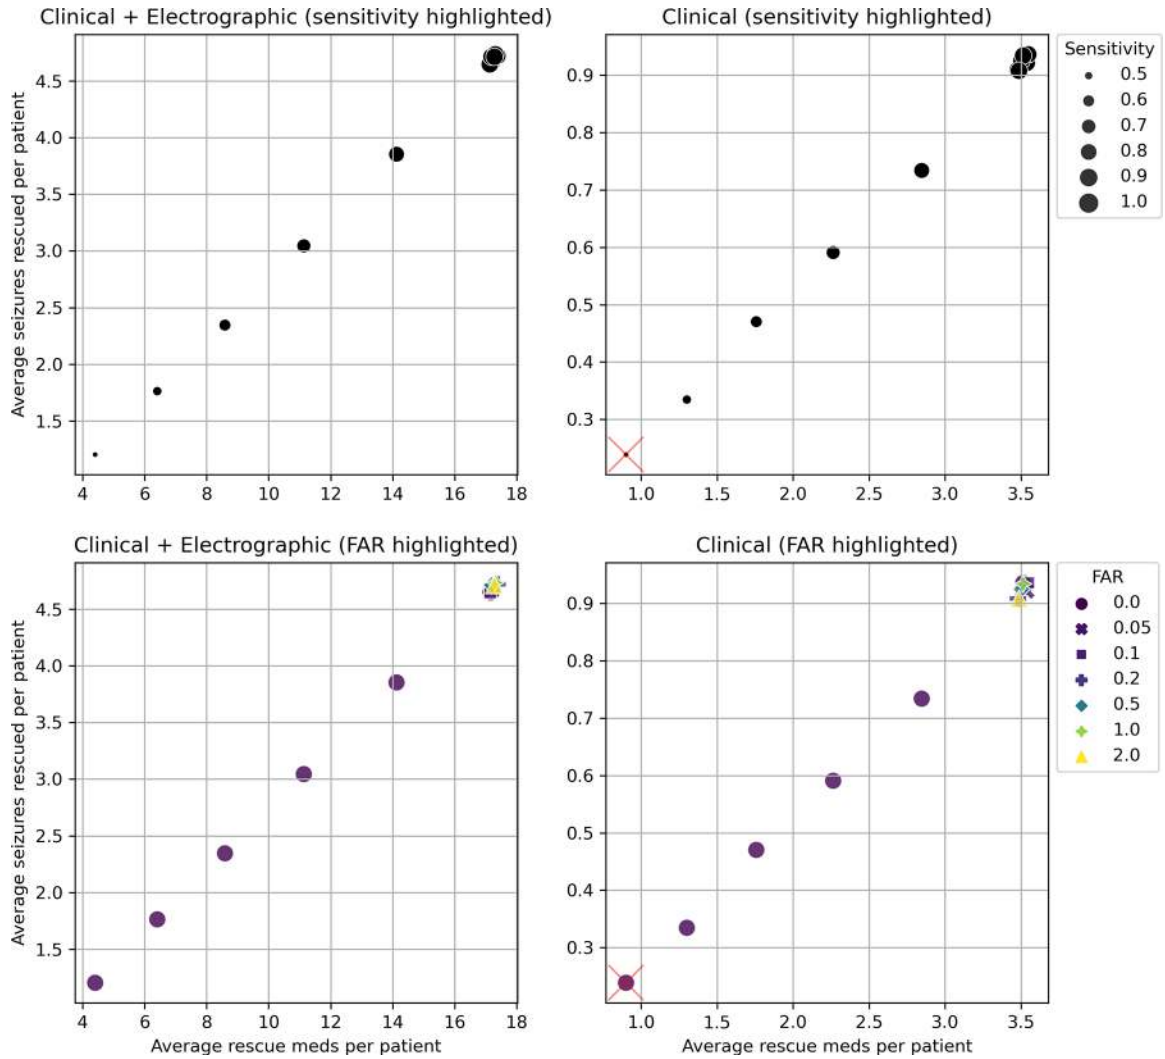 Clinical + Electrographic (sensitivity highlighted)
Average seizures rescued per patient
4.5
4.0
3.5
3.0
2.5
2.0
1.5
4 6 8 10 12 14 16 18
Clinical (sensitivity highlighted)
0.9
0.8
0.7
0.6
0.5
0.4
0.3
1.0 1.5 2.0 2.5 3.0 3.5
Sensitivity
0.5
0.6
0.7
0.8
0.9
1.0
Clinical + Electrographic (FAR highlighted)
Average seizures rescued per patient
4.5
4.0
3.5
3.0
2.5
2.0
1.5
4 6 8 10 12 14 16 18
Average rescue meds per patient
Clinical (FAR highlighted)
0.9
0.8
0.7
0.6
0.5
0.4
0.3
1.0 1.5 2.0 2.5 3.0 3.5
Average rescue meds per patient
FAR
0.0
0.05
0.1
0.2
0.5
1.0
2.0